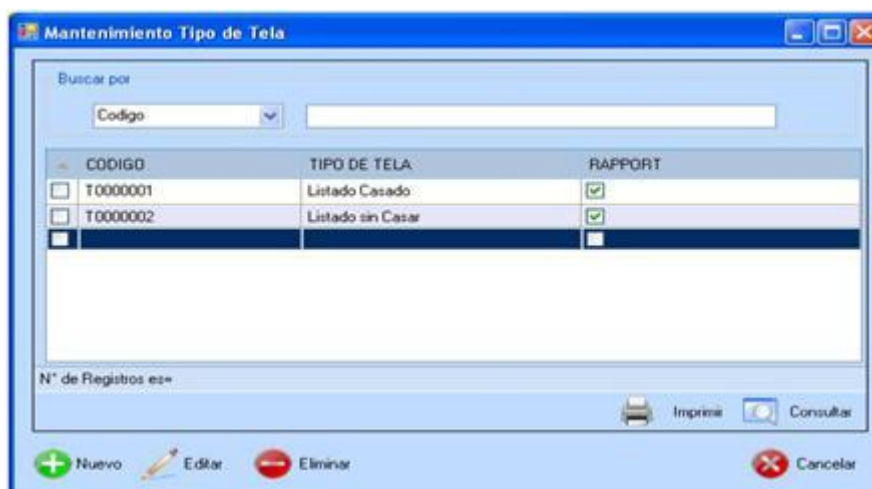 Mantenimiento Tipo de Tela
Buscar por
Codigo
CODIGO TIPO DE TELA RAPPORT
T0000001 Listado Casado
T0000002 Listado sin Casar
N° de Registros es=
Imprimir Consultar
Nuevo Editar Eliminar Cancelar